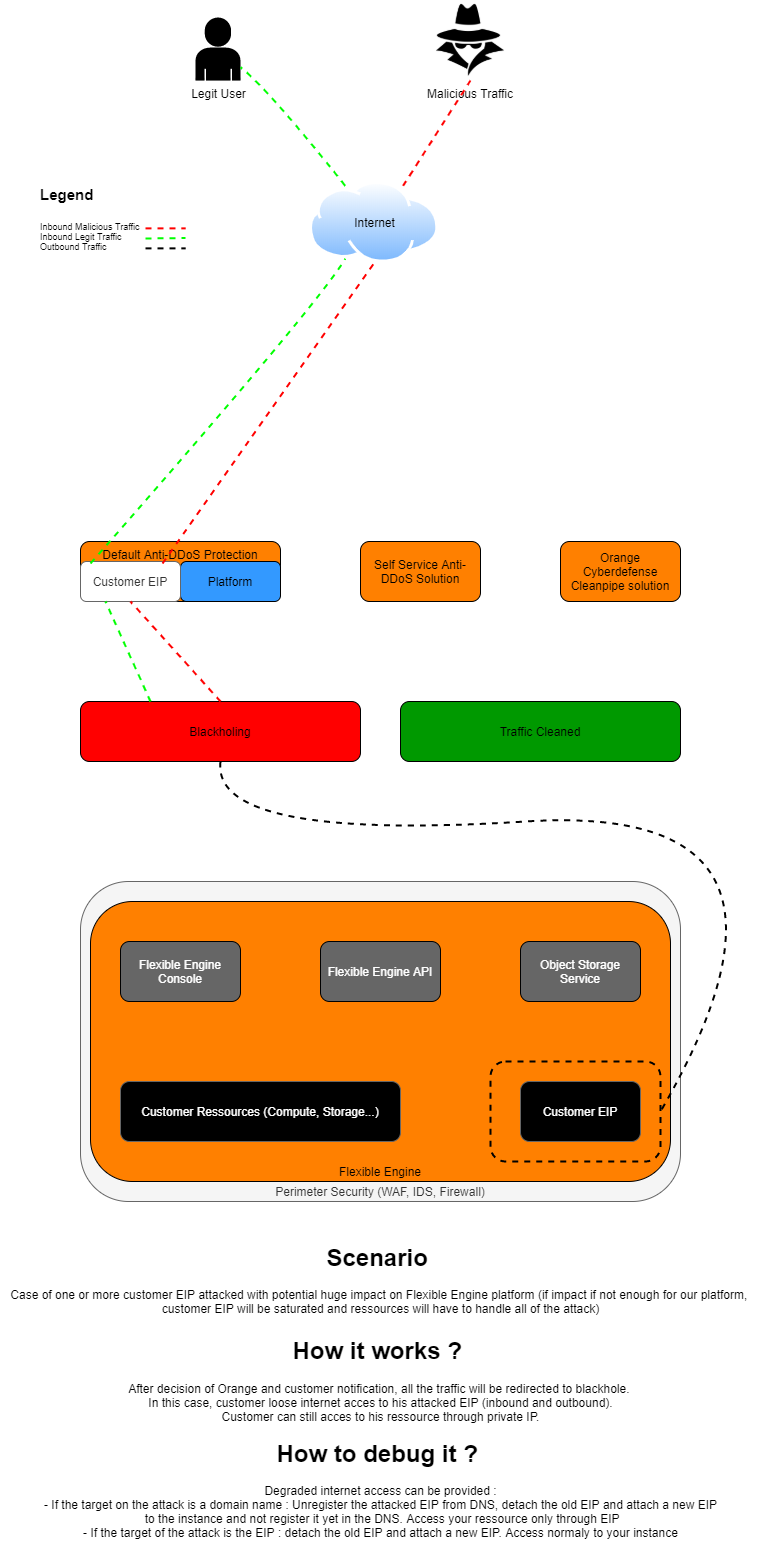 Legit User
Malicious Traffic
Legend
Internet
Inbound Malicious Traffic
Inbound Legit Traffic
Outbound Traffic
Default Anti-DDoS Protection
Customer EIP
Platform
Self Service Anti-
DDoS Solution
Orange
Cyberdefense
Cleanpipe solution
Blackholing
Traffic Cleaned
Flexible Engine
Console
Flexible Engine API
Object Storage
Service
Customer Ressources (Compute, Storage...)
Customer EIP
Flexible Engine
Perimeter Security (WAF, IDS, Firewall)
Scenario
Case of one or more customer EIP attacked with potential huge impact on Flexible Engine platform (if impact if not enough for our platform,
customer EIP will be saturated and ressources will have to handle all of the attack)
How it works ?
After decision of Orange and customer notification, all the traffic will be redirected to blackhole.
In this case, customer loose internet acces to his attacked EIP (inbound and outbound).
Customer can still acces to his ressource through private IP.
How to debug it ?
Degraded internet access can be provided :
- If the target on the attack is a domain name : Unregister the attacked EIP from DNS, detach the old EIP and attach a new EIP
to the instance and not register it yet in the DNS. Access your ressource only through EIP
- If the target of the attack is the EIP : detach the old EIP and attach a new EIP. Access normaly to your instance